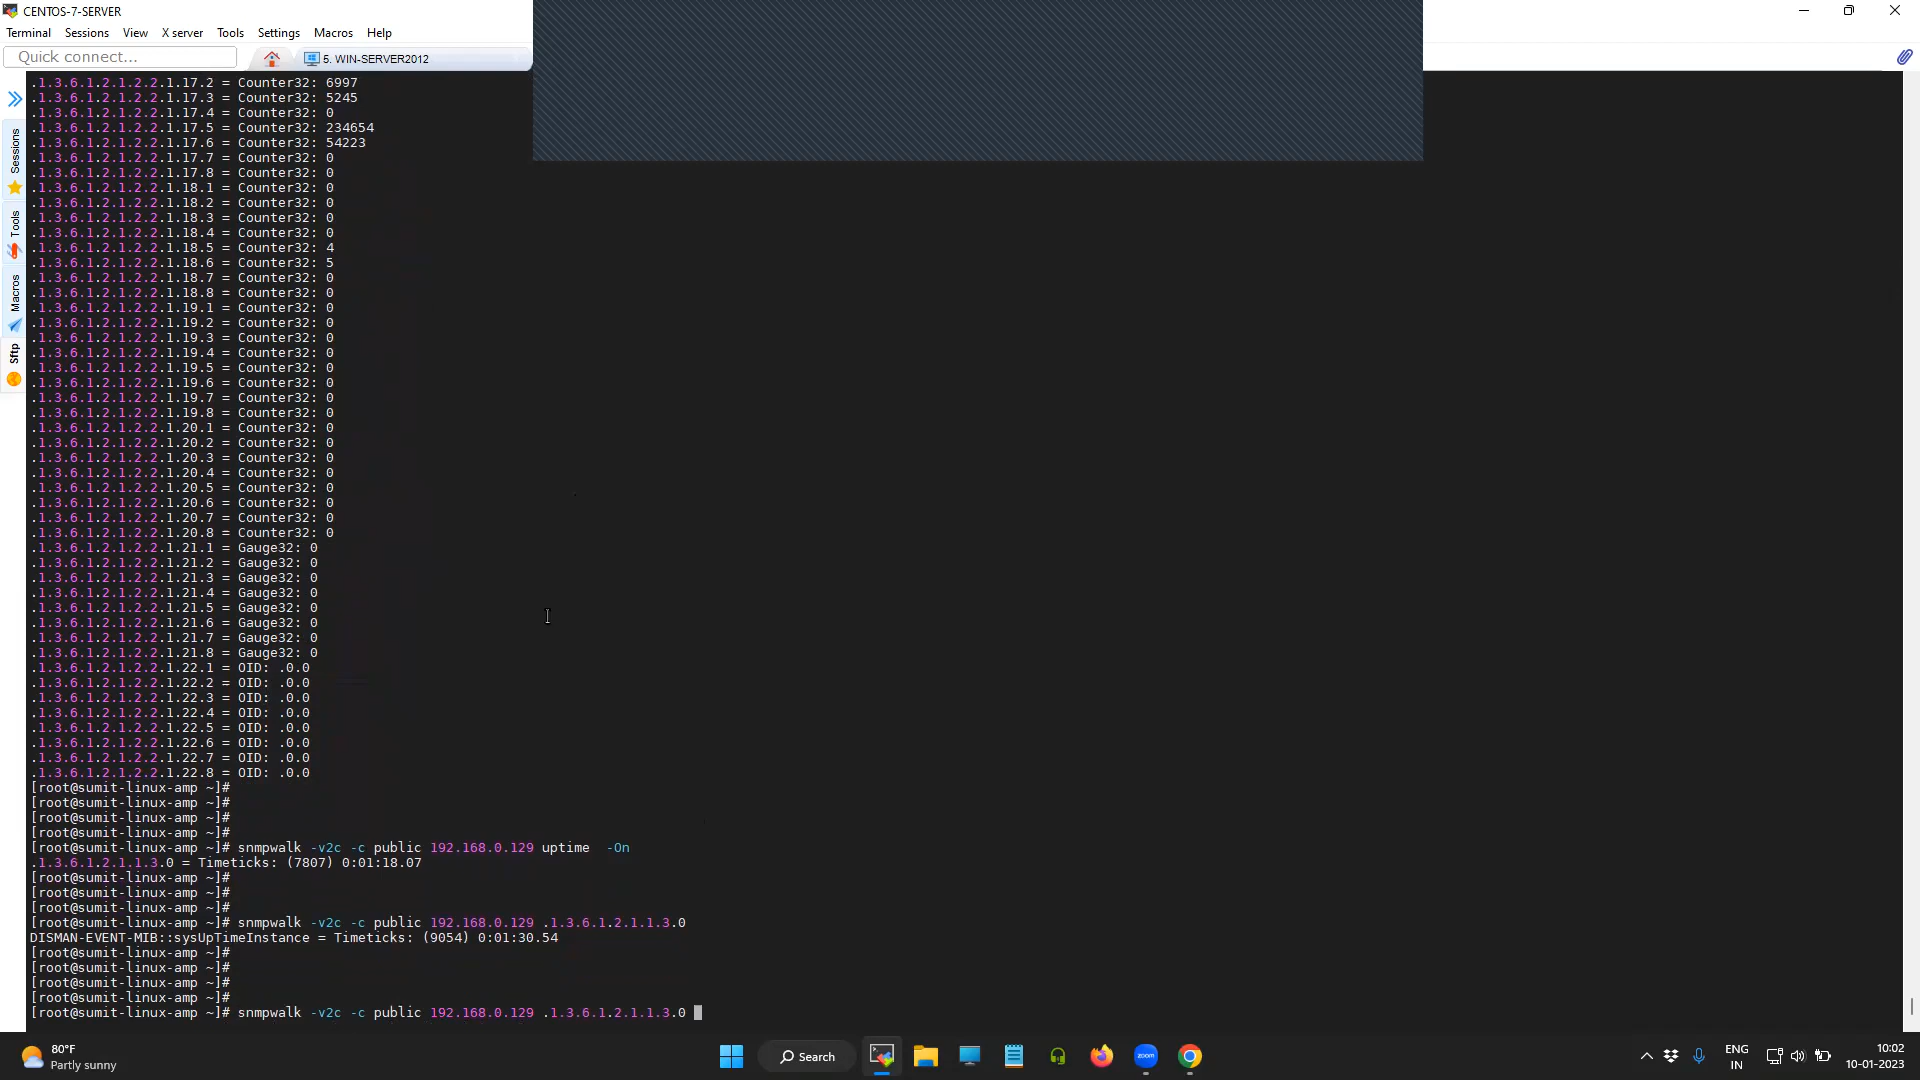 CENTOS-7-SERVER
Terminal Sessions View X server Tools Settings Macros Help
Quick connect...
5. WIN-SERVER2012
Sessions
Tools
Macros
Sftp
.1.3.6.1.2.1.2.2.1.17.2 = Counter32: 6997
.1.3.6.1.2.1.2.2.1.17.3 = Counter32: 5245
.1.3.6.1.2.1.2.2.1.17.4 = Counter32: 0
.1.3.6.1.2.1.2.2.1.17.5 = Counter32: 234654
.1.3.6.1.2.1.2.2.1.17.6 = Counter32: 54223
.1.3.6.1.2.1.2.2.1.17.7 = Counter32: 0
.1.3.6.1.2.1.2.2.1.17.8 = Counter32: 0
.1.3.6.1.2.1.2.2.1.18.1 = Counter32: 0
.1.3.6.1.2.1.2.2.1.18.2 = Counter32: 0
.1.3.6.1.2.1.2.2.1.18.3 = Counter32: 0
.1.3.6.1.2.1.2.2.1.18.4 = Counter32: 0
.1.3.6.1.2.1.2.2.1.18.5 = Counter32: 4
.1.3.6.1.2.1.2.2.1.18.6 = Counter32: 5
.1.3.6.1.2.1.2.2.1.18.7 = Counter32: 0
.1.3.6.1.2.1.2.2.1.18.8 = Counter32: 0
.1.3.6.1.2.1.2.2.1.19.1 = Counter32: 0
.1.3.6.1.2.1.2.2.1.19.2 = Counter32: 0
.1.3.6.1.2.1.2.2.1.19.3 = Counter32: 0
.1.3.6.1.2.1.2.2.1.19.4 = Counter32: 0
.1.3.6.1.2.1.2.2.1.19.5 = Counter32: 0
.1.3.6.1.2.1.2.2.1.19.6 = Counter32: 0
.1.3.6.1.2.1.2.2.1.19.7 = Counter32: 0
.1.3.6.1.2.1.2.2.1.19.8 = Counter32: 0
.1.3.6.1.2.1.2.2.1.20.1 = Counter32: 0
.1.3.6.1.2.1.2.2.1.20.2 = Counter32: 0
.1.3.6.1.2.1.2.2.1.20.3 = Counter32: 0
.1.3.6.1.2.1.2.2.1.20.4 = Counter32: 0
.1.3.6.1.2.1.2.2.1.20.5 = Counter32: 0
.1.3.6.1.2.1.2.2.1.20.6 = Counter32: 0
.1.3.6.1.2.1.2.2.1.20.7 = Counter32: 0
.1.3.6.1.2.1.2.2.1.20.8 = Counter32: 0
.1.3.6.1.2.1.2.2.1.21.1 = Gauge32: 0
.1.3.6.1.2.1.2.2.1.21.2 = Gauge32: 0
.1.3.6.1.2.1.2.2.1.21.3 = Gauge32: 0
.1.3.6.1.2.1.2.2.1.21.4 = Gauge32: 0
.1.3.6.1.2.1.2.2.1.21.5 = Gauge32: 0
.1.3.6.1.2.1.2.2.1.21.6 = Gauge32: 0
.1.3.6.1.2.1.2.2.1.21.7 = Gauge32: 0
.1.3.6.1.2.1.2.2.1.21.8 = Gauge32: 0
.1.3.6.1.2.1.2.2.1.22.1 = OID: .0.0
.1.3.6.1.2.1.2.2.1.22.2 = OID: .0.0
.1.3.6.1.2.1.2.2.1.22.3 = OID: .0.0
.1.3.6.1.2.1.2.2.1.22.4 = OID: .0.0
.1.3.6.1.2.1.2.2.1.22.5 = OID: .0.0
.1.3.6.1.2.1.2.2.1.22.6 = OID: .0.0
.1.3.6.1.2.1.2.2.1.22.7 = OID: .0.0
.1.3.6.1.2.1.2.2.1.22.8 = OID: .0.0
[root@sumit-linux-amp ~]#
[root@sumit-linux-amp ~]#
[root@sumit-linux-amp ~]#
[root@sumit-linux-amp ~]#
[root@sumit-linux-amp ~]# snmpwalk -v2c -c public 192.168.0.129 uptime  -On
.1.3.6.1.2.1.1.3.0 = Timeticks: (7807) 0:01:18.07
[root@sumit-linux-amp ~]#
[root@sumit-linux-amp ~]#
[root@sumit-linux-amp ~]#
[root@sumit-linux-amp ~]# snmpwalk -v2c -c public 192.168.0.129 .1.3.6.1.2.1.1.3.0
DISMAN-EVENT-MIB::sysUpTimeInstance = Timeticks: (9054) 0:01:30.54
[root@sumit-linux-amp ~]#
[root@sumit-linux-amp ~]#
[root@sumit-linux-amp ~]#
[root@sumit-linux-amp ~]#
[root@sumit-linux-amp ~]# snmpwalk -v2c -c public 192.168.0.129 .1.3.6.1.2.1.1.3.0
80°F
Partly sunny
Search
zoom
ENG
IN
10:02
10-01-2023